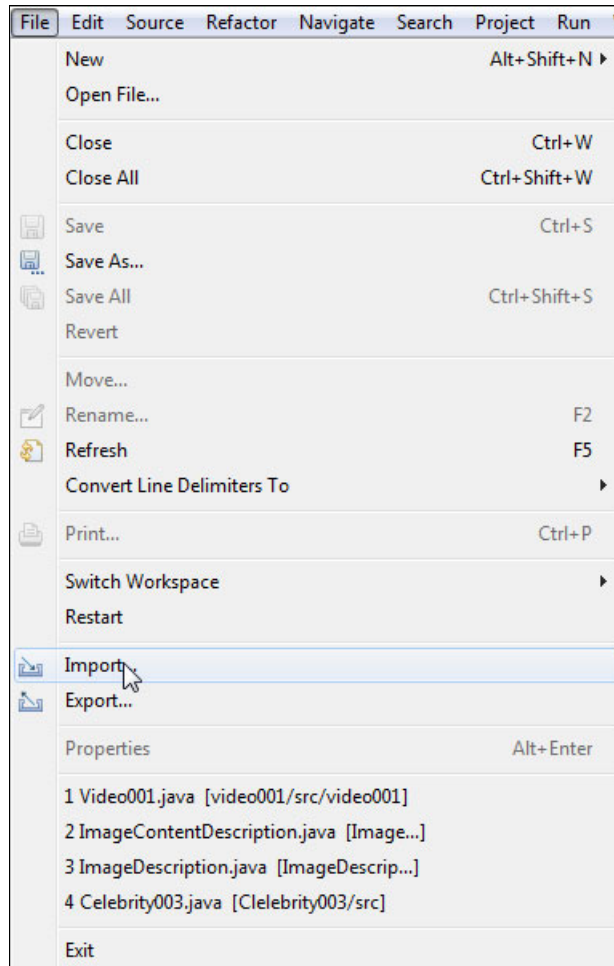 File Edit Source Refactor Navigate Search Project Run
New Alt+Shift+N
Open File...
Close Ctrl+W
Close All Ctrl+Shift+W
Save Ctrl+S
Save As...
Save All Ctrl+Shift+S
Revert
Move...
Rename... F2
Refresh F5
Convert Line Delimiters To
Print... Ctrl+P
Switch Workspace
Restart
Import...
Export...
Properties Alt+Enter
1 Video001.java [video001/src/video001]
2 ImageContentDescription.java [Image...]
3 ImageDescription.java [ImageDescrip...]
4 Celebrity003.java [Clelebrity003/src]
Exit